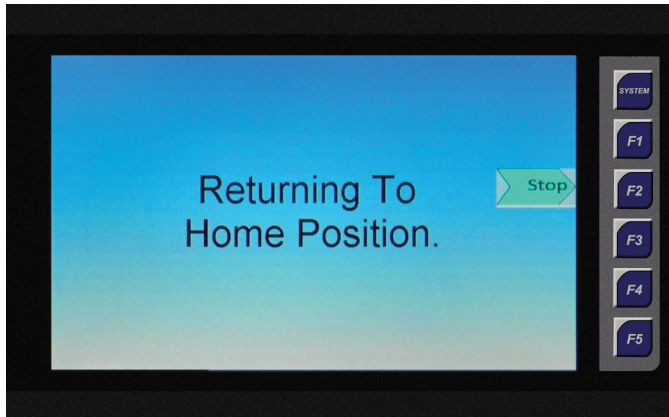 Returning To
Home Position.
Stop
SYSTEM
F1
F2
F3
F4
F5